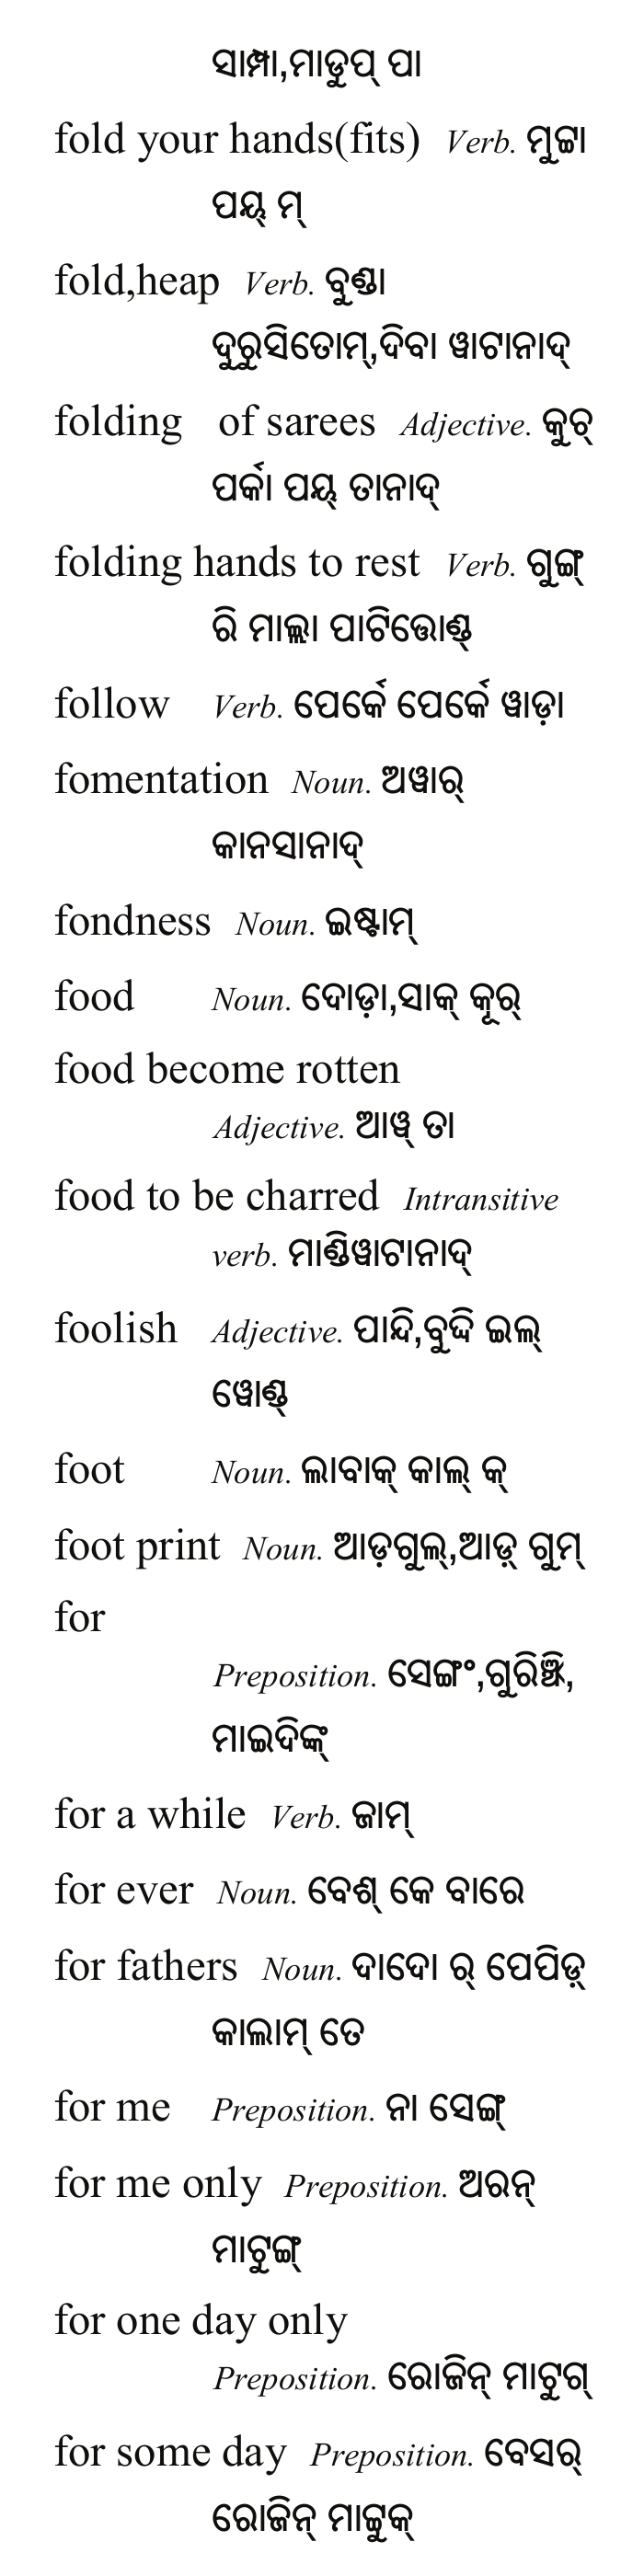 ସାମ୍ପା,ମାଡୁପ୍ ପା
fold your hands(fits) Verb. ମୁଟ୍ଟା
ପୟ୍ ମ୍
fold,heap Verb. ବୁଣ୍ଡା
ଦୁରୁସିତୋମ୍,ଦିବା ୱାଟାନାଦ୍
folding of sarees Adjective. କୁଚ୍
ପର୍କା ପୟ୍ ତାନାଦ୍
folding hands to rest Verb. ଗୁଙ୍ଗ୍
ରି ମାଲ୍ଲା ପାଟିତ୍ତୋଣ୍ଡ୍
follow Verb. ପେର୍କେ ପେର୍କେ ୱାଡ଼ା
fomentation Noun. ଅୱାର୍
କାନସାନାଦ୍
fondness Noun. ଇଷ୍ଟାମ୍
food Noun. ଦୋଡ଼ା,ସାକ୍ କୂର୍
food become rotten
Adjective. ଆୱ୍ ତା
food to be charred Intransitive
verb. ମାଣ୍ଡିୱାଟାନାଦ୍
foolish Adjective. ପାନ୍ଦି,ବୁଦ୍ଦି ଇଲ୍
ୱୋଣ୍ଡ୍
foot Noun. ଲାବାକ୍ କାଲ୍ କ୍
foot print Noun. ଆଡ଼ଗୁଲ୍,ଆଡ଼୍ ଗୁମ୍
for
Preposition. ସେଙ୍ଗଂ,ଗୁରିଞ୍ଚି,
ମାଇଦିଙ୍କ୍
for a while Verb. ଜାମ୍
for ever Noun. ବେଶ୍ କେ ବାରେ
for fathers Noun. ଦାଦୋ ର୍ ପେପିଡ଼୍
କାଲାମ୍ ତେ
for me Preposition. ନା ସେଙ୍ଗ୍
for me only Preposition. ଅରନ୍
ମାଟୁଙ୍ଗ୍
for one day only
Preposition. ରୋଜିନ୍ ମାଟୁଗ୍
for some day Preposition. ବେସର୍
ରୋଜିନ୍ ମାଟ୍ଟୁକ୍